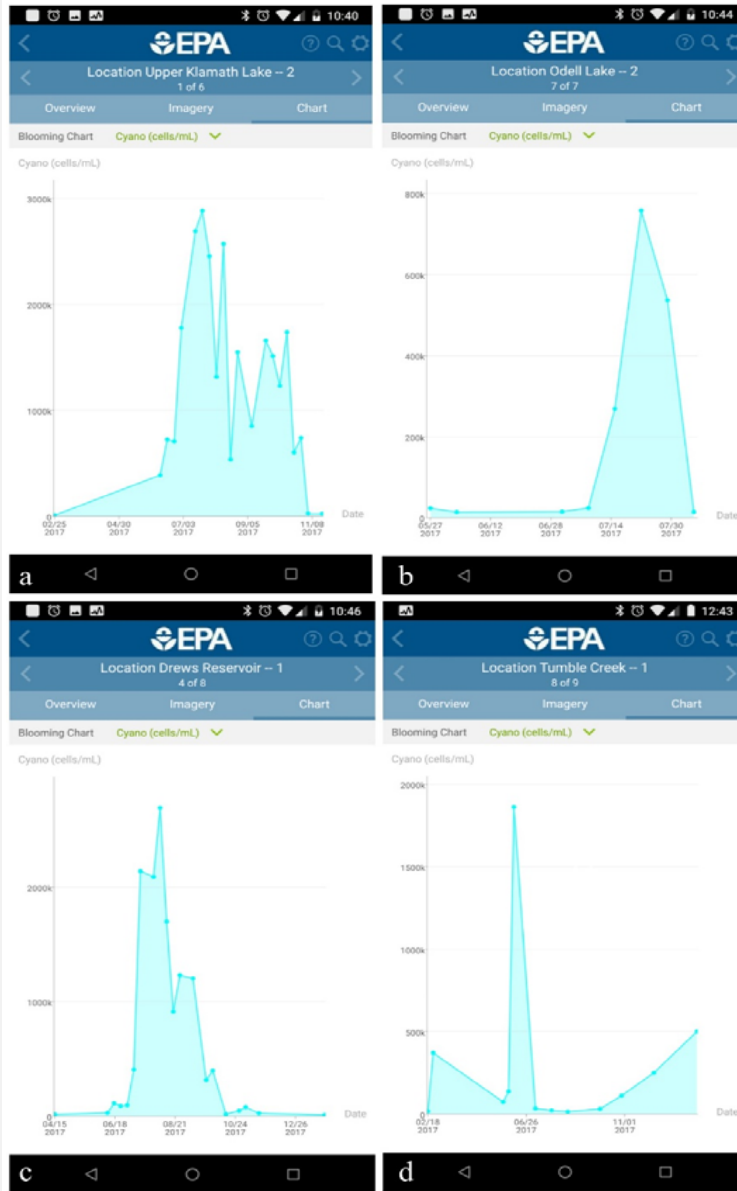 10:40
EPA
Location Upper Klamath Lake -- 2
1 of 6
Overview Imagery Chart
Blooming Chart Cyano (cells/mL)
Cyano (cells/mL)
3000k
2000k
1000k
0
02/25 04/30 07/03 09/05 11/08 Date
2017 2017 2017 2017 2017
a
10:44
EPA
Location Odell Lake -- 2
7 of 7
Overview Imagery Chart
Blooming Chart Cyano (cells/mL)
Cyano (cells/mL)
800k
600k
400k
200k
0
05/27 06/12 06/28 07/14 07/30 Date
2017 2017 2017 2017 2017
b
10:46
EPA
Location Drews Reservoir -- 1
4 of 8
Overview Imagery Chart
Blooming Chart Cyano (cells/mL)
Cyano (cells/mL)
2000k
1000k
0
04/15 06/18 08/21 10/24 12/26 Date
2017 2017 2017 2017 2017
c
12:43
EPA
Location Tumble Creek -- 1
8 of 9
Overview Imagery Chart
Blooming Chart Cyano (cells/mL)
Cyano (cells/mL)
2000k
1500k
1000k
500k
0
02/18 06/26 11/01 Date
2017 2017 2017
d